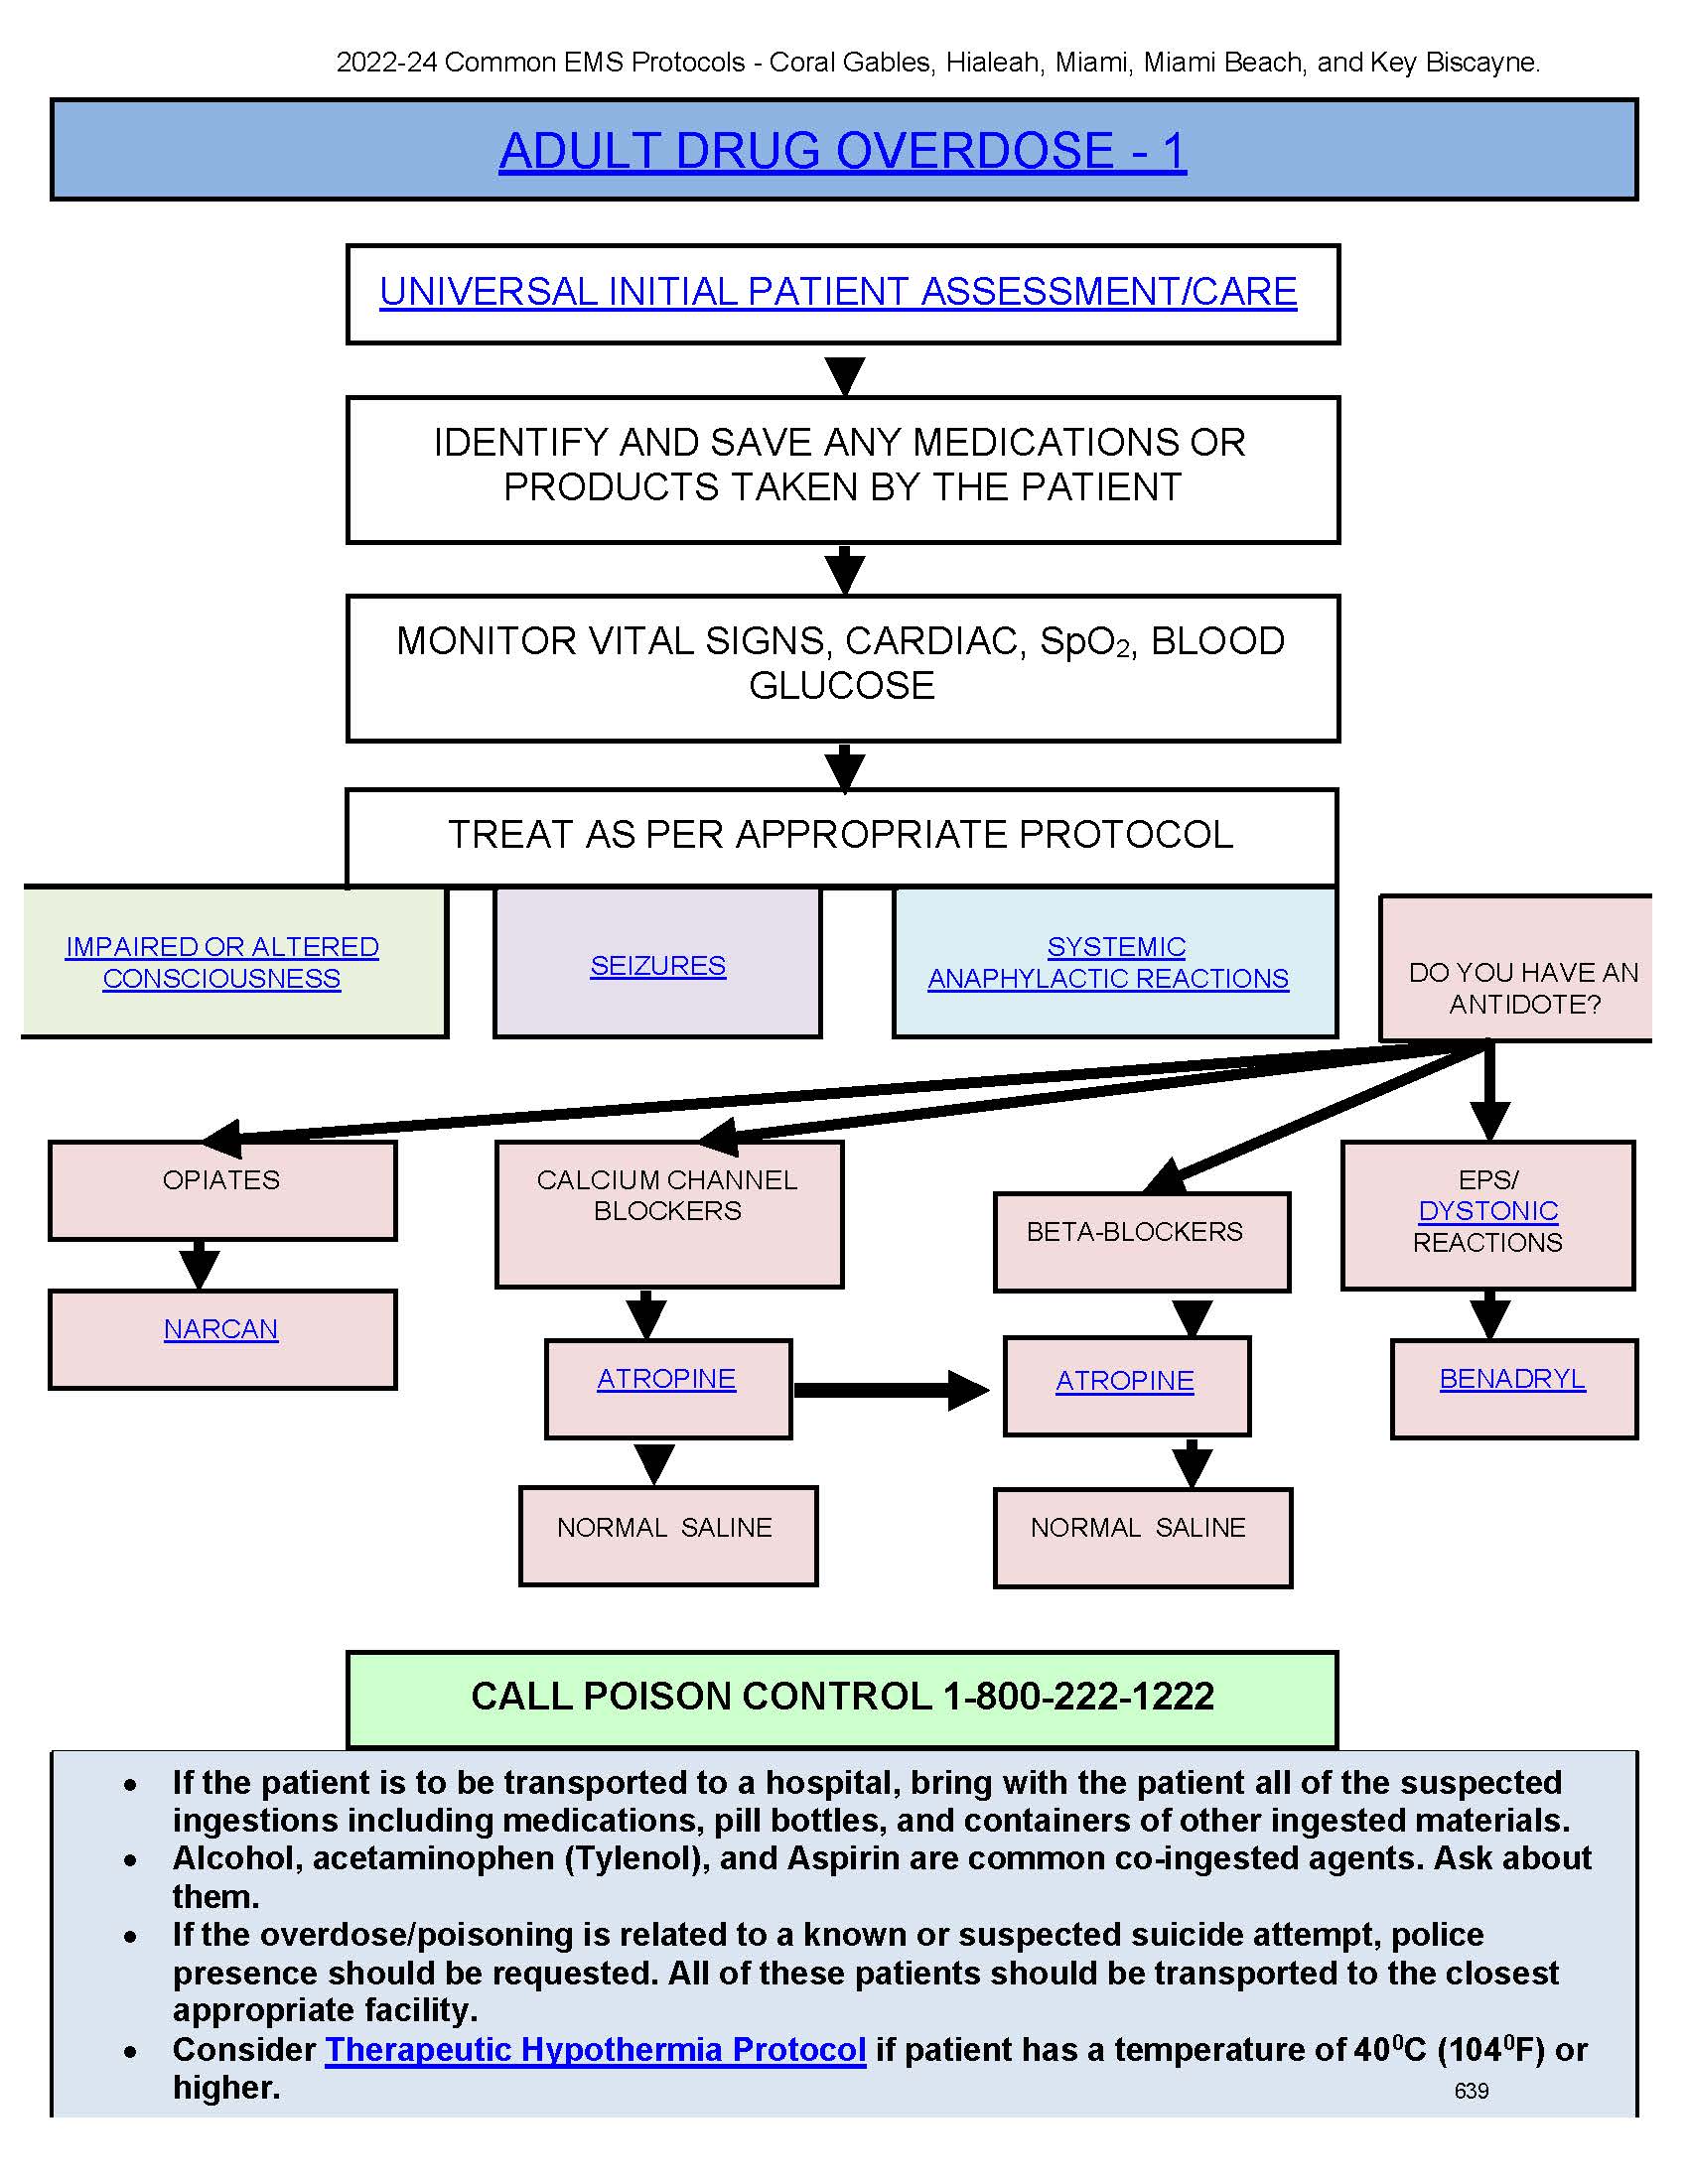 2022-24 Common EMS Protocols - Coral Gables, Hialeah, Miami, Miami Beach, and Key Biscayne.
ADULT DRUG OVERDOSE - 1
UNIVERSAL INITIAL PATIENT ASSESSMENT/CARE
IDENTIFY AND SAVE ANY MEDICATIONS OR
PRODUCTS TAKEN BY THE PATIENT
MONITOR VITAL SIGNS, CARDIAC, SpO₂, BLOOD
GLUCOSE
TREAT AS PER APPROPRIATE PROTOCOL
IMPAIRED OR ALTERED
CONSCIOUSNESS
SEIZURES
SYSTEMIC
ANAPHYLACTIC REACTIONS
DO YOU HAVE AN
ANTIDOTE?
OPIATES
CALCIUM CHANNEL
BLOCKERS
BETA-BLOCKERS
EPS/
DYSTONIC
REACTIONS
NARCAN
ATROPINE
ATROPINE
BENADRYL
NORMAL SALINE
NORMAL SALINE
CALL POISON CONTROL 1-800-222-1222
• If the patient is to be transported to a hospital, bring with the patient all of the suspected
ingestions including medications, pill bottles, and containers of other ingested materials.
• Alcohol, acetaminophen (Tylenol), and Aspirin are common co-ingested agents. Ask about
them.
• If the overdose/poisoning is related to a known or suspected suicide attempt, police
presence should be requested. All of these patients should be transported to the closest
appropriate facility.
• Consider Therapeutic Hypothermia Protocol if patient has a temperature of 40⁰C (104⁰F) or
higher.
639